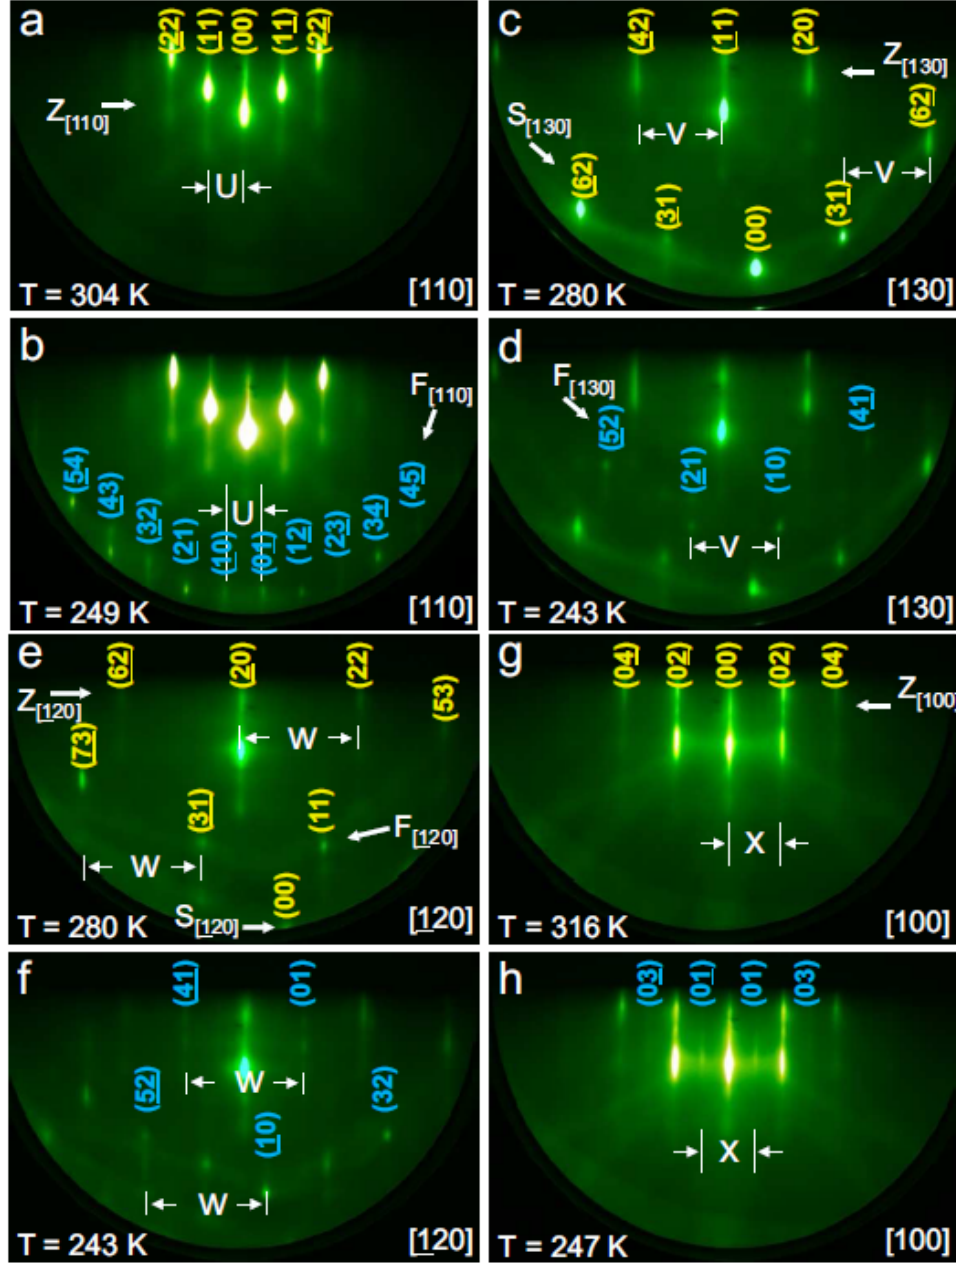 a
(22) (11) (00) (11) (22)
Z[110]
U
T = 304 K [110]
c
(42) (11) (20)
Z[130]
S[130]
(62)
V
(62)
V
(31) (00) (31)
T = 280 K [130]
b
F[110]
(54) (43) (32) (21) (10) (01) (12) (23) (34) (45)
U
T = 249 K [110]
d
F[130]
(52) (41)
(21) (10)
V
T = 243 K [130]
e
(62) (20) (22)
Z[120]
(53)
W
(73)
(31) (11)
F[120]
W
(00)
S[120]
T = 280 K [120]
g
(04) (02) (00) (02) (04)
Z[100]
X
T = 316 K [100]
f
(41) (01)
W
(52) (10) (32)
W
T = 243 K [120]
h
(03) (01) (01) (03)
X
T = 247 K [100]